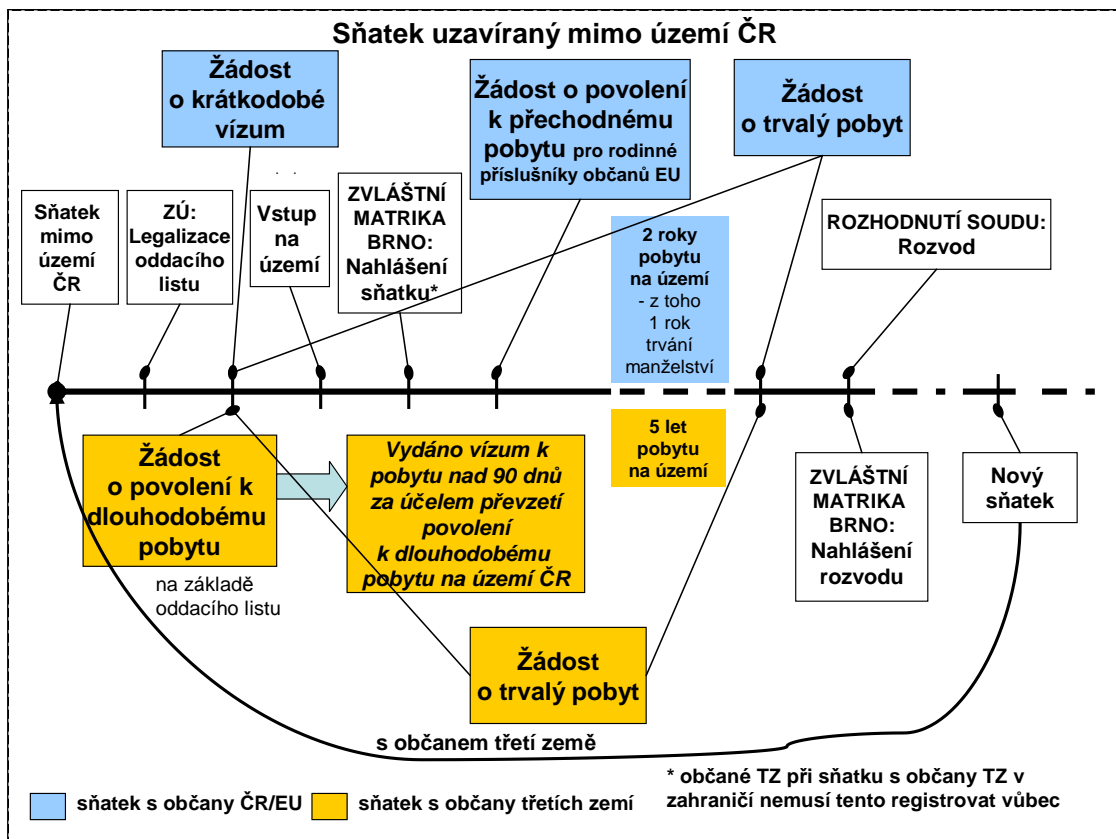 Sňatek uzavíraný mimo území ČR
Žádost
o krátkodobé
vízum
Žádost o povolení
k přechodnému
pobytu pro rodinné
příslušníky občanů EU
Žádost
o trvalý pobyt
Sňatek
mimo
území
ČR
ZÚ:
Legalizace
oddacího
listu
Vstup
na
území
ZVLÁŠTNÍ
MATRIKA
BRNO:
Nahlášení
sňatku*
2 roky
pobytu
na území
- z toho
1 rok
trvání
manželství
ROZHODNUTÍ SOUDU:
Rozvod
Žádost
o povolení k
dlouhodobému
pobytu
na základě
oddacího listu
Vydáno vízum k
pobytu nad 90 dnů
za účelem převzetí
povolení
k dlouhodobému
pobytu na území ČR
5 let
pobytu
na území
ZVLÁŠTNÍ
MATRIKA
BRNO:
Nahlášení
rozvodu
Nový
sňatek
Žádost
o trvalý pobyt
s občanem třetí země
sňatek s občany ČR/EU
sňatek s občany třetích zemí
* občané TZ při sňatku s občany TZ v
zahraničí nemusí tento registrovat vůbec